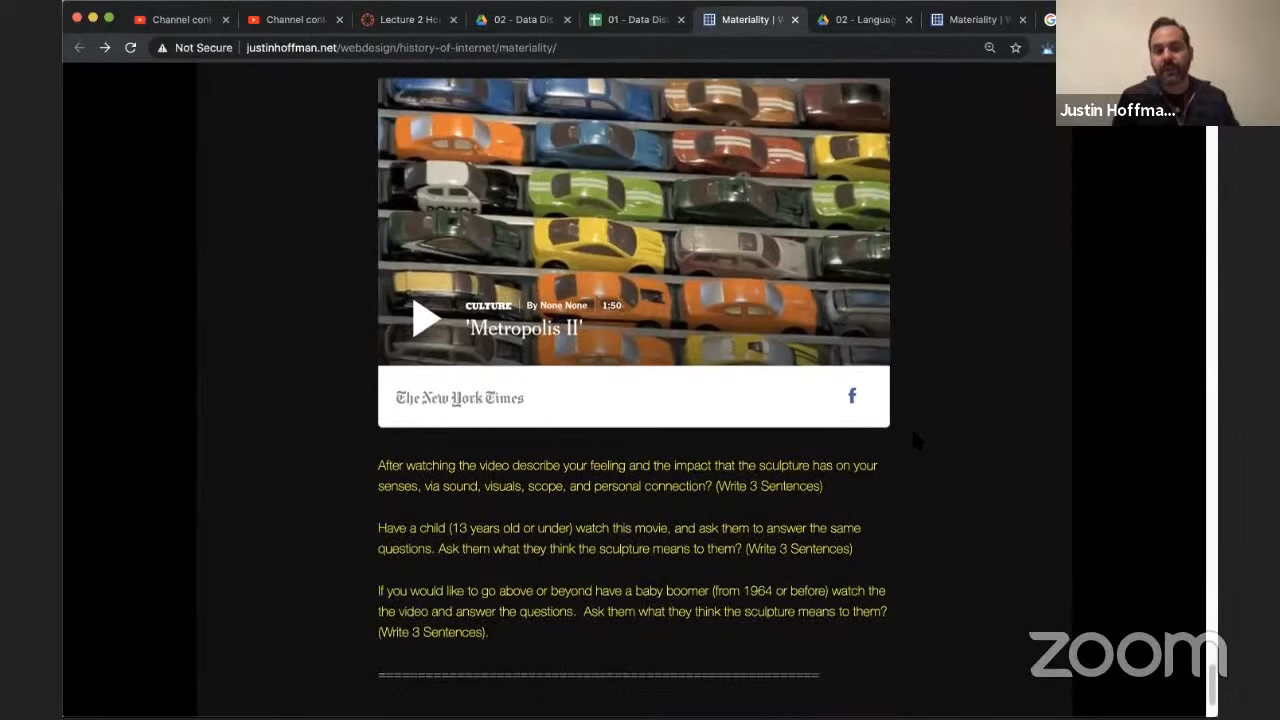 Channel cont
Channel cont
Lecture 2 Ho
02 - Data Dis
01 - Data Disc
Materiality | W
02 - Languag
Materiality | W
Not Secure
justinhoffman.net/webdesign/history-of-internet/materiality/
Justin Hoffma...
POLICE
CULTURE | By None None | 1:50
'Metropolis II'
The New York Times
f
After watching the video describe your feeling and the impact that the sculpture has on your
senses, via sound, visuals, scope, and personal connection? (Write 3 Sentences)
Have a child (13 years old or under) watch this movie, and ask them to answer the same
questions. Ask them what they think the sculpture means to them? (Write 3 Sentences)
If you would like to go above or beyond have a baby boomer (from 1964 or before) watch the
the video and answer the questions.  Ask them what they think the sculpture means to them?
(Write 3 Sentences).
zoom